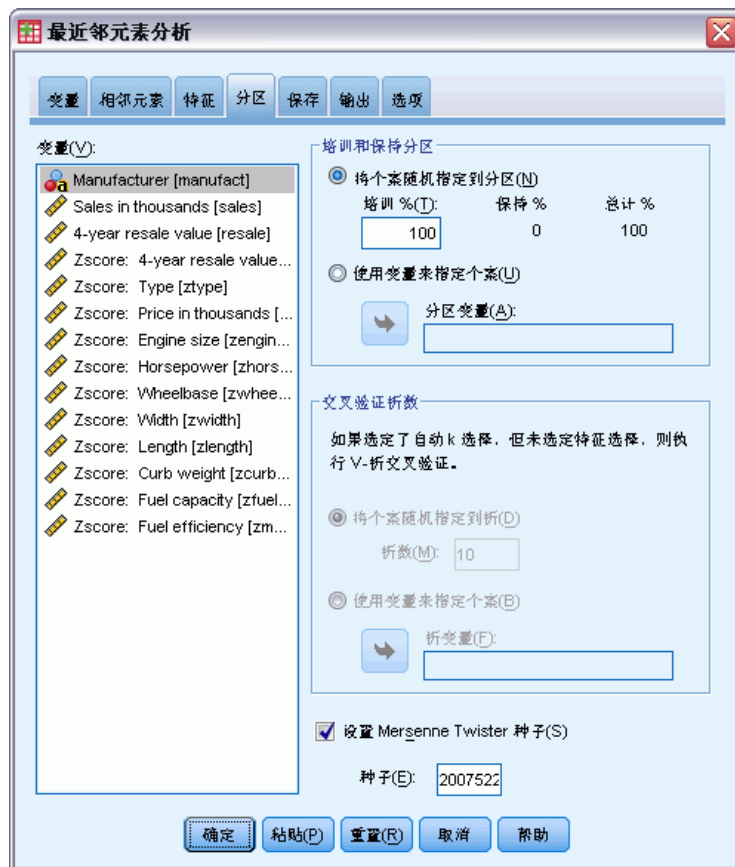 最近邻元素分析
变量 相邻元素 特征 分区 保存 输出 选项
变量(V):
Manufacturer [manufact]
Sales in thousands [sales]
4-year resale value [resale]
Zscore: 4-year resale value...
Zscore: Type [ztype]
Zscore: Price in thousands [...
Zscore: Engine size [zengin...
Zscore: Horsepower [zhors...
Zscore: Wheelbase [zwhee...
Zscore: Width [zwidth]
Zscore: Length [zlength]
Zscore: Curb weight [zcurb...
Zscore: Fuel capacity [zfuel...
Zscore: Fuel efficiency [zm...
培训和保持分区
将个案随机指定到分区(N)
培训 %(T): 保持 % 总计 %
100 0 100
使用变量来指定个案(U)
分区变量(A):
交叉验证折数
如果选定了自动 k 选择，但未选定特征选择，则执
行 V-折交叉验证。
将个案随机指定到折(D)
折数(M): 10
使用变量来指定个案(B)
折变量(F):
设置 Mersenne Twister 种子(S)
种子(E): 2007522
确定 粘贴(P) 重置(R) 取消 帮助